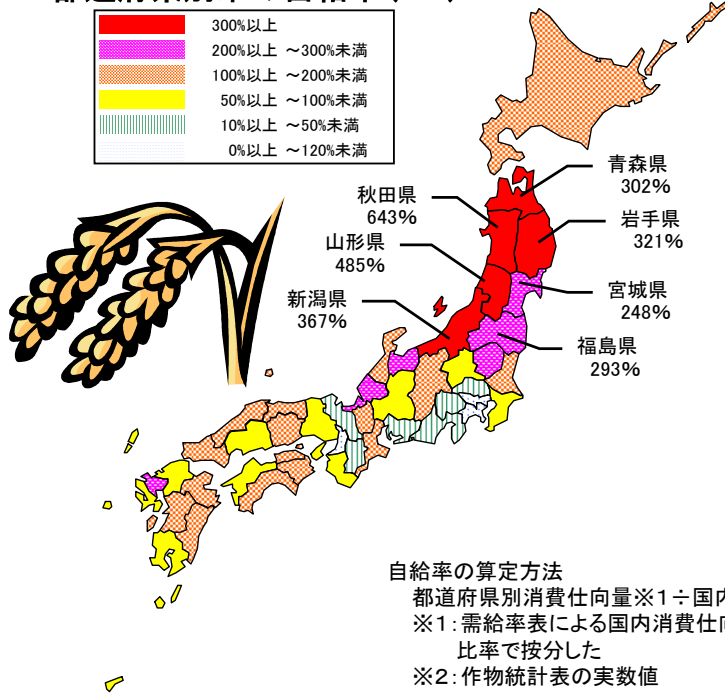 300%以上
200%以上 ～300%未満
100%以上 ～200%未満
50%以上 ～100%未満
10%以上 ～50%未満
0%以上 ～120%未満
青森県
302%
秋田県
643%
岩手県
321%
山形県
485%
宮城県
248%
新潟県
367%
福島県
293%
自給率の算定方法
都道府県別消費仕向量※1÷国内
※1：需給率表による国内消費仕向
比率で按分した
※2：作物統計表の実数値